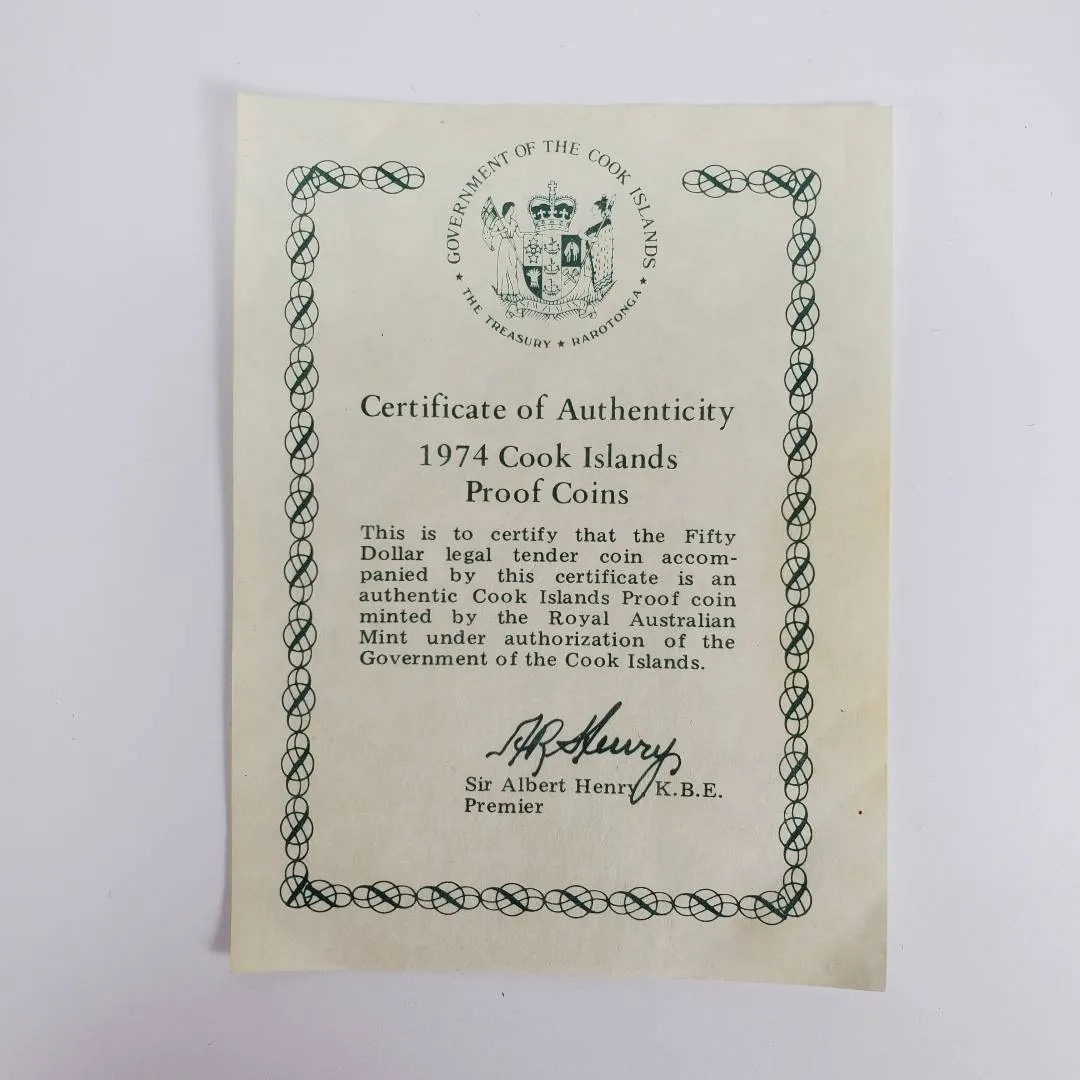 GOVERNMENT OF THE COOK ISLANDS
★ THE TREASURY ★ RAROTONGA ★
Certificate of Authenticity
1974 Cook Islands
Proof Coins
This is to certify that the Fifty
Dollar legal tender coin accom-
panied by this certificate is an
authentic Cook Islands Proof coin
minted by the Royal Australian
Mint under authorization of the
Government of the Cook Islands.
AR Henry
Sir Albert Henry K.B.E.
Premier